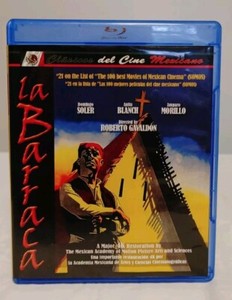 Clásicos del Cine Mexicano
"21 on the List of "The 100 best Movies of Mexican Cinema" (SOMOS)
"21 en la lista de "Las 100 mejores películas del cine mexicano" (SOMOS)
Domingo
SOLER
Anita
BLANCH
Amparo
MORILLO
Directed by
ROBERTO GAVALDÓN
la Barraca
A Major Restoration by
The Mexican Academy of Motion Picture Arts and Sciences
Una importante restauración de por
la Academia Mexicana de Artes y Ciencias Cinematográficas